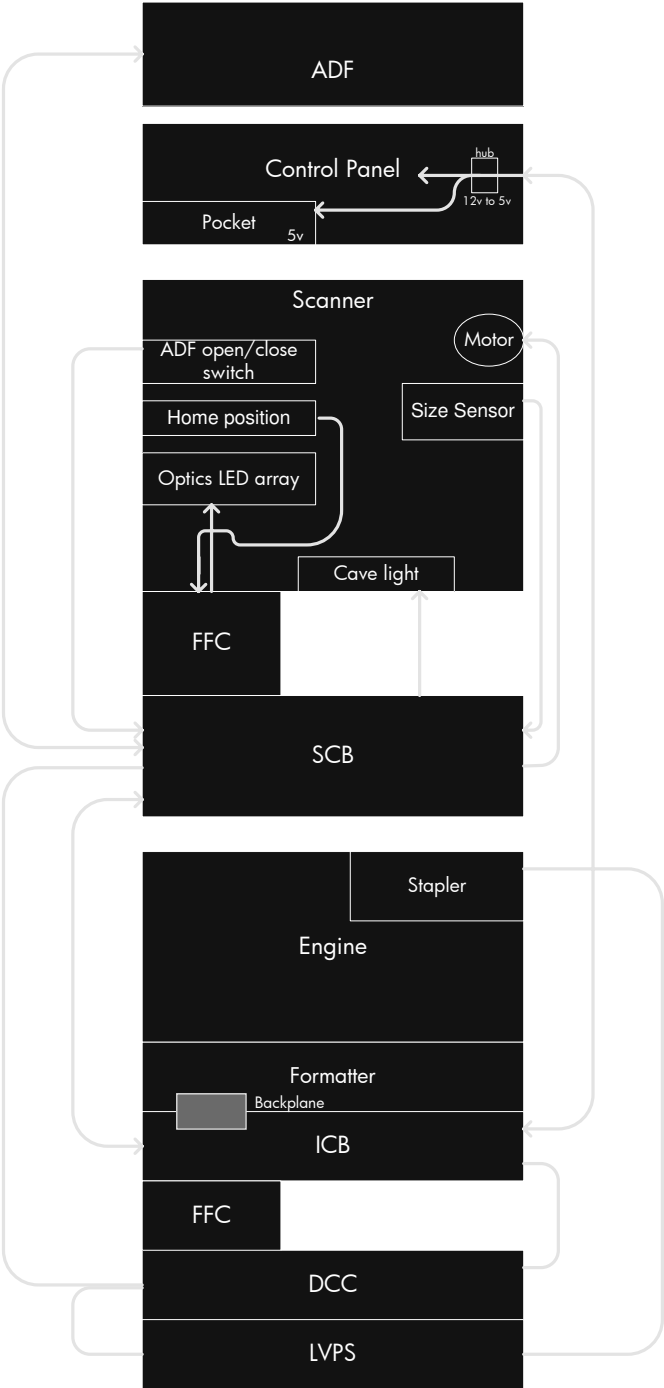 ADF
Control Panel
hub
12v to 5v
Pocket
5v
Scanner
Motor
ADF open/close
switch
Size Sensor
Home position
Optics LED array
Cave light
FFC
SCB
Stapler
Engine
Formatter
Backplane
ICB
FFC
DCC
LVPS